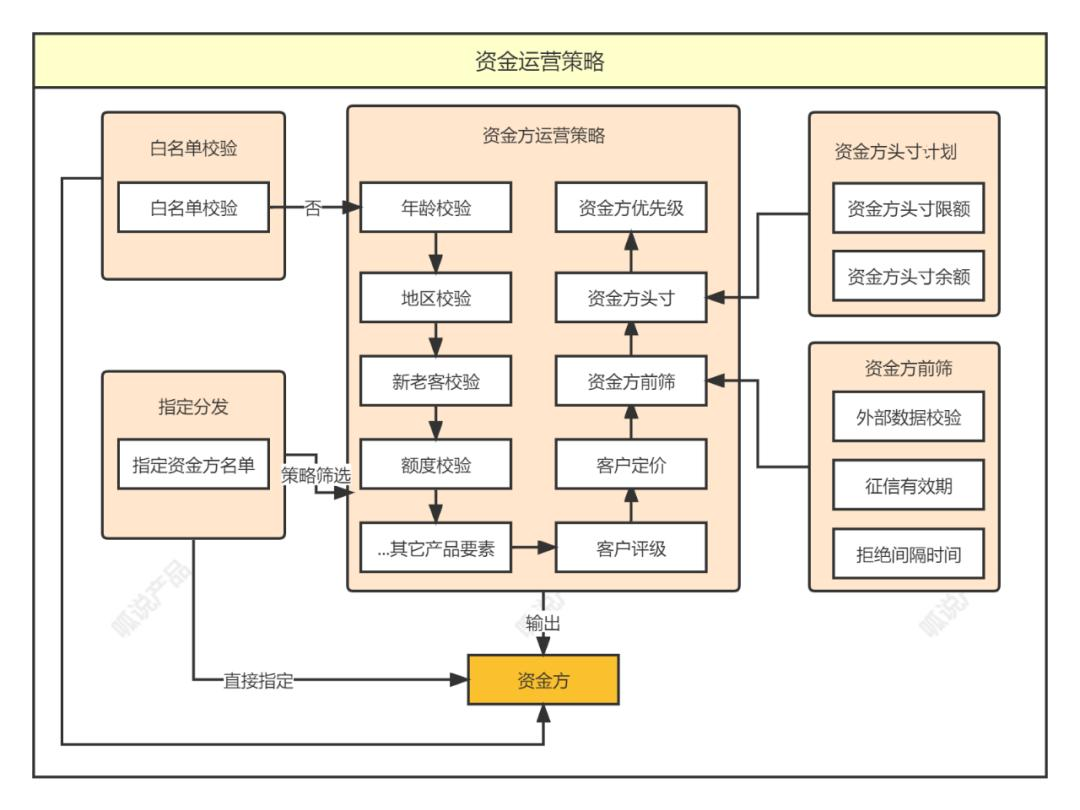 资金运营策略
白名单校验
白名单校验
否
指定分发
指定资金方名单
策略筛选
直接指定
资金方运营策略
年龄校验
地区校验
新老客校验
额度校验
...其它产品要素
资金方优先级
资金方头寸
资金方前筛
客户定价
客户评级
输出
资金方
资金方头寸计划
资金方头寸限额
资金方头寸余额
资金方前筛
外部数据校验
征信有效期
拒绝间隔时间
呱说产品
呱说产